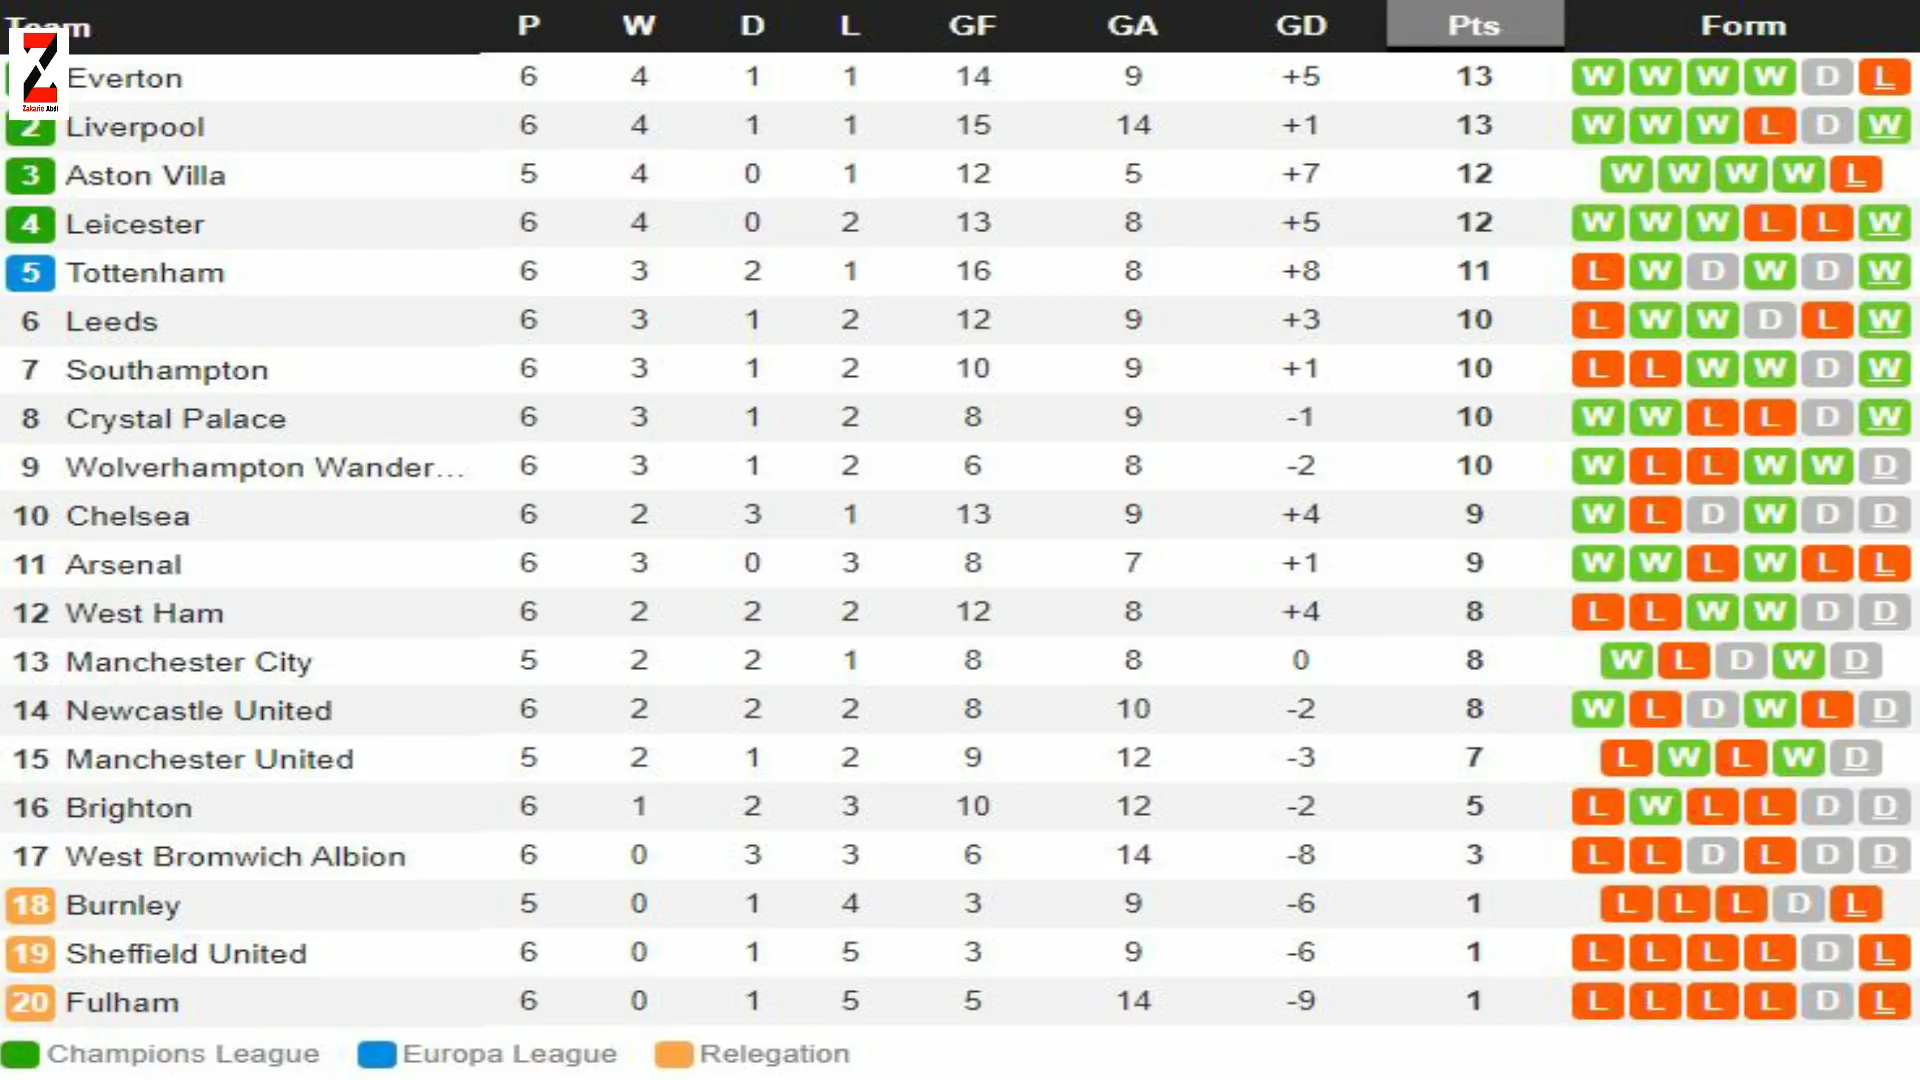 Team P W D L GF GA GD Pts Form
Zakarie Abdi
Everton 6 4 1 1 14 9 +5 13 W W W W D L
2 Liverpool 6 4 1 1 15 14 +1 13 W W W L D W
3 Aston Villa 5 4 0 1 12 5 +7 12 W W W W L
4 Leicester 6 4 0 2 13 8 +5 12 W W W L L W
5 Tottenham 6 3 2 1 16 8 +8 11 L W D W D W
6 Leeds 6 3 1 2 12 9 +3 10 L W W D L W
7 Southampton 6 3 1 2 10 9 +1 10 L L W W D W
8 Crystal Palace 6 3 1 2 8 9 -1 10 W W L L D W
9 Wolverhampton Wander... 6 3 1 2 6 8 -2 10 W L L W W D
10 Chelsea 6 2 3 1 13 9 +4 9 W L D W D D
11 Arsenal 6 3 0 3 8 7 +1 9 W W L W L L
12 West Ham 6 2 2 2 12 8 +4 8 L L W W D D
13 Manchester City 5 2 2 1 8 8 0 8 W L D W D
14 Newcastle United 6 2 2 2 8 10 -2 8 W L D W L D
15 Manchester United 5 2 1 2 9 12 -3 7 L W L W D
16 Brighton 6 1 2 3 10 12 -2 5 L W L L D D
17 West Bromwich Albion 6 0 3 3 6 14 -8 3 L L D L D D
18 Burnley 5 0 1 4 3 9 -6 1 L L L D L
19 Sheffield United 6 0 1 5 3 9 -6 1 L L L L D L
20 Fulham 6 0 1 5 5 14 -9 1 L L L L D L
Champions League Europa League Relegation